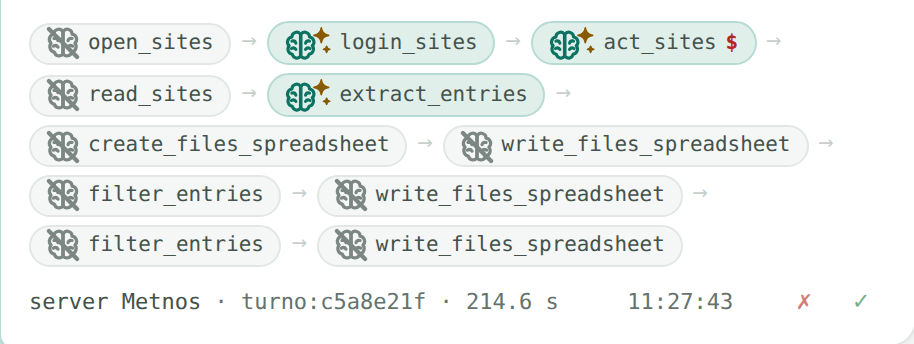 open_sites → login_sites → act_sites $ →
read_sites → extract_entries →
create_files_spreadsheet → write_files_spreadsheet →
filter_entries → write_files_spreadsheet →
filter_entries → write_files_spreadsheet
server Metnos · turno:c5a8e21f · 214.6 s 11:27:43 ✗ ✓